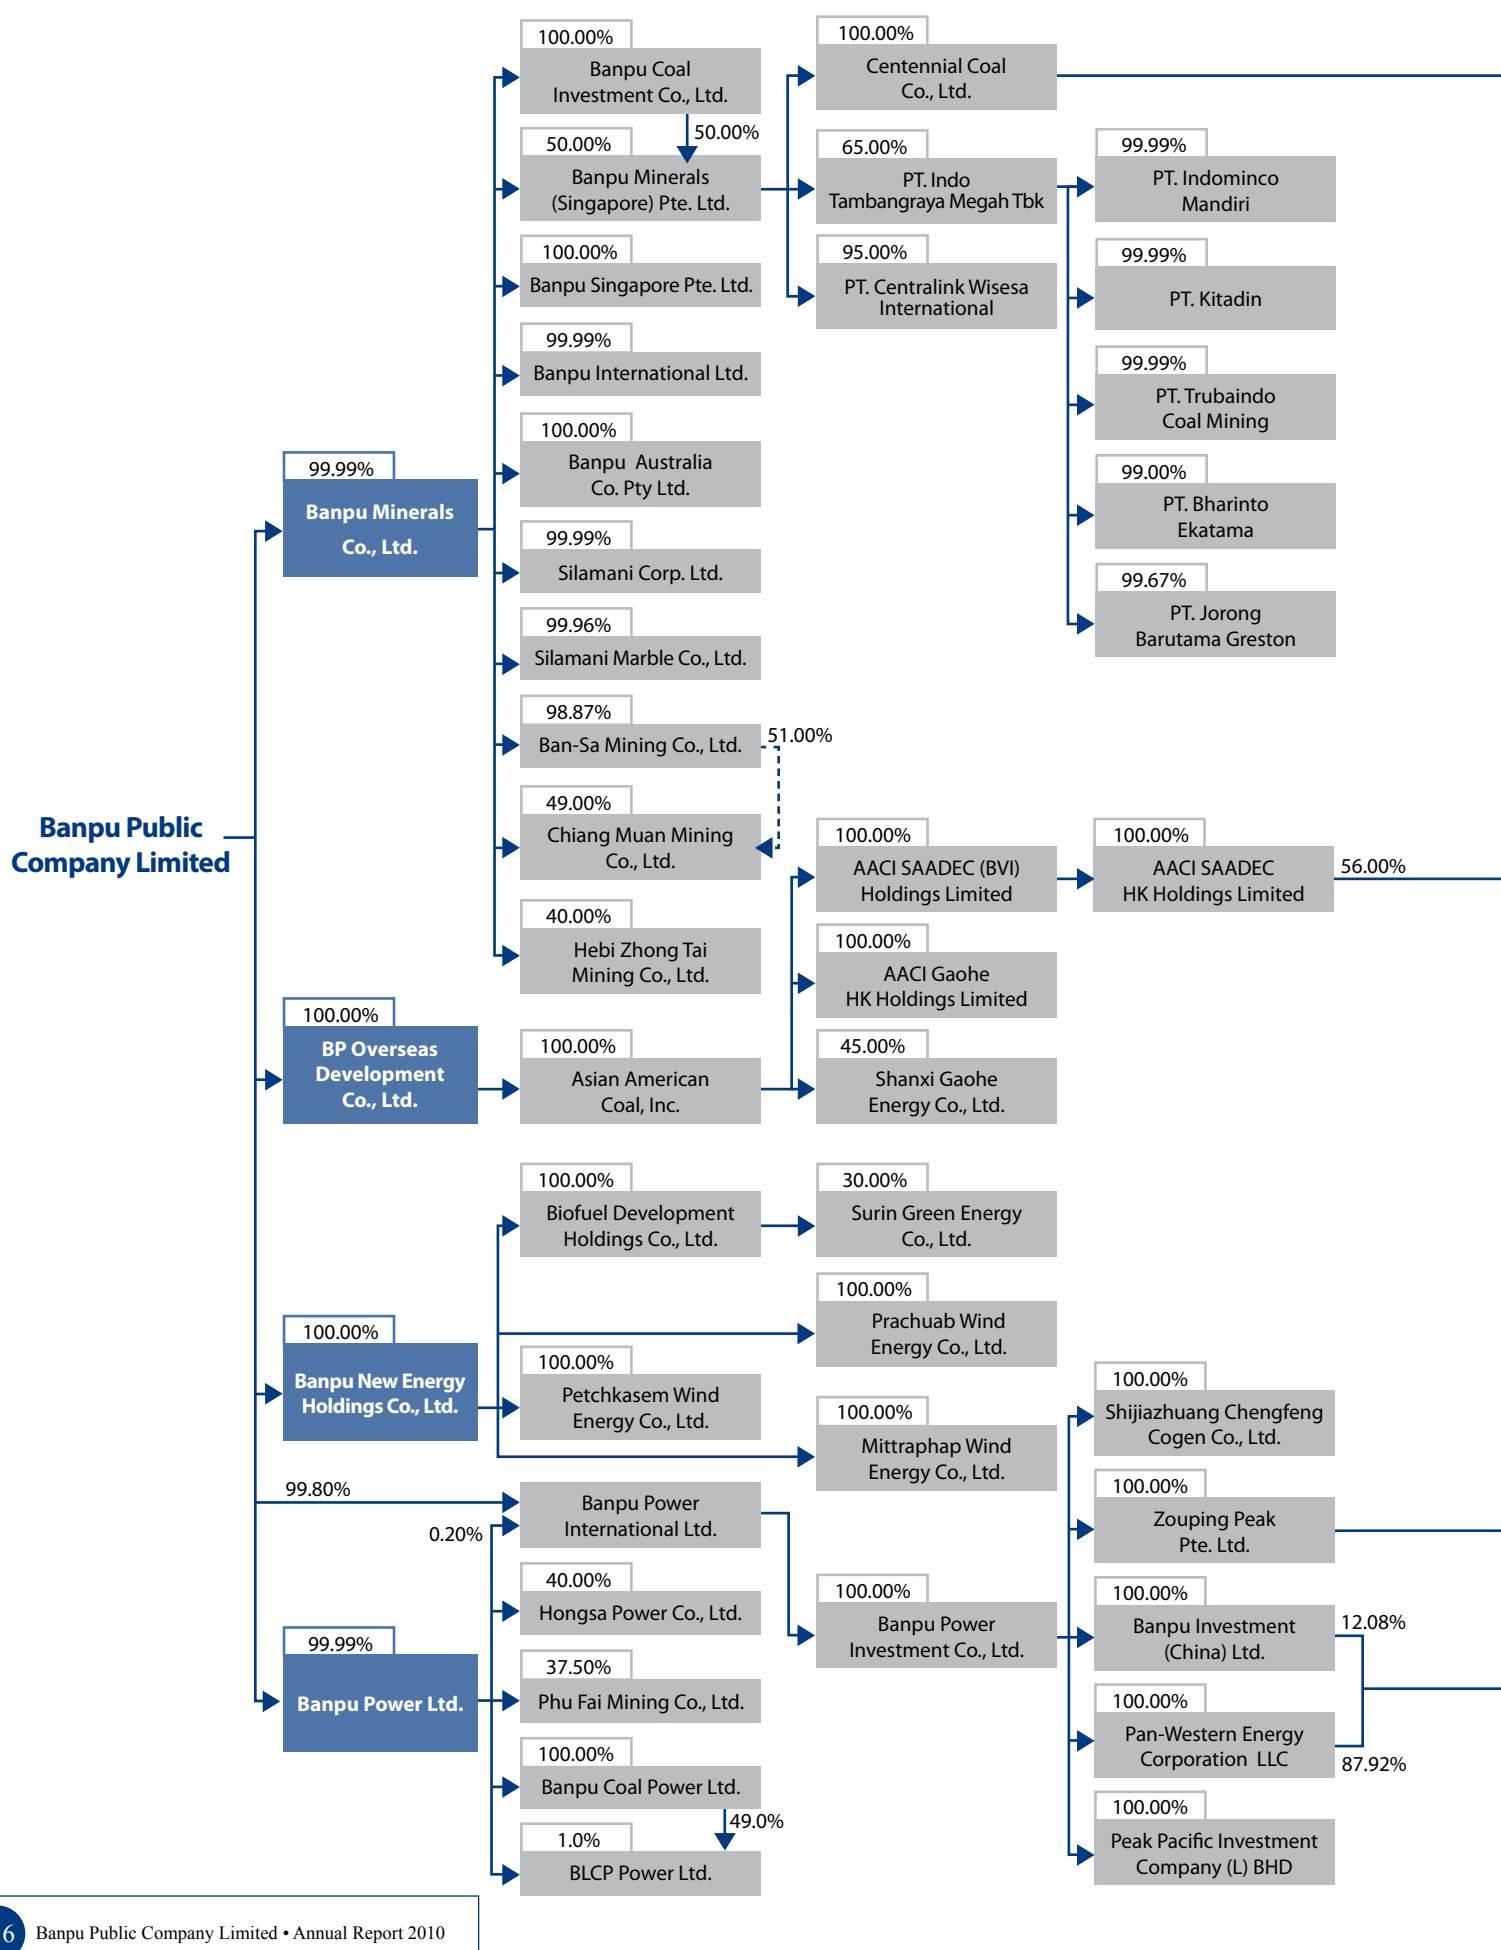 Banpu Public
Company Limited
99.99%
Banpu Minerals
Co., Ltd.
100.00%
Banpu Coal
Investment Co., Ltd.
50.00%
50.00%
Banpu Minerals
(Singapore) Pte. Ltd.
100.00%
Banpu Singapore Pte. Ltd.
99.99%
Banpu International Ltd.
100.00%
Banpu Australia
Co. Pty Ltd.
99.99%
Silamani Corp. Ltd.
99.96%
Silamani Marble Co., Ltd.
98.87%
Ban-Sa Mining Co., Ltd.
51.00%
49.00%
Chiang Muan Mining
Co., Ltd.
40.00%
Hebi Zhong Tai
Mining Co., Ltd.
100.00%
Centennial Coal
Co., Ltd.
65.00%
PT. Indo
Tambangraya Megah Tbk
95.00%
PT. Centralink Wisesa
International
99.99%
PT. Indominco
Mandiri
99.99%
PT. Kitadin
99.99%
PT. Trubaindo
Coal Mining
99.00%
PT. Bharinto
Ekatama
99.67%
PT. Jorong
Barutama Greston
100.00%
BP Overseas
Development
Co., Ltd.
100.00%
Asian American
Coal, Inc.
100.00%
AACI SAADEC (BVI)
Holdings Limited
100.00%
AACI SAADEC
HK Holdings Limited
56.00%
100.00%
AACI Gaohe
HK Holdings Limited
45.00%
Shanxi Gaohe
Energy Co., Ltd.
100.00%
Banpu New Energy
Holdings Co., Ltd.
100.00%
Biofuel Development
Holdings Co., Ltd.
30.00%
Surin Green Energy
Co., Ltd.
100.00%
Prachuab Wind
Energy Co., Ltd.
100.00%
Petchkasem Wind
Energy Co., Ltd.
100.00%
Mittraphap Wind
Energy Co., Ltd.
99.80%
0.20%
Banpu Power
International Ltd.
99.99%
Banpu Power Ltd.
40.00%
Hongsa Power Co., Ltd.
37.50%
Phu Fai Mining Co., Ltd.
100.00%
Banpu Coal Power Ltd.
49.0%
1.0%
BLCP Power Ltd.
100.00%
Banpu Power
Investment Co., Ltd.
100.00%
Shijiazhuang Chengfeng
Cogen Co., Ltd.
100.00%
Zouping Peak
Pte. Ltd.
100.00%
Banpu Investment
(China) Ltd.
12.08%
100.00%
Pan-Western Energy
Corporation LLC
87.92%
100.00%
Peak Pacific Investment
Company (L) BHD
6 Banpu Public Company Limited • Annual Report 2010